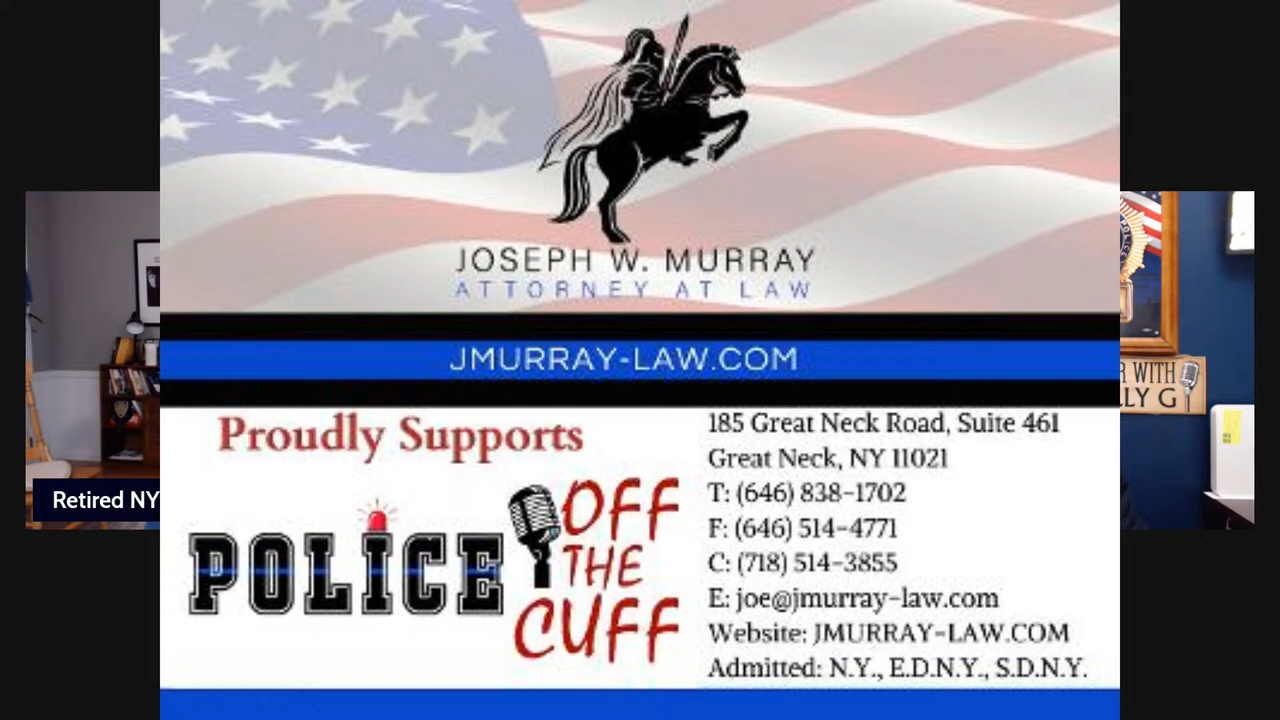 JOSEPH W. MURRAY
ATTORNEY AT LAW
JMURRAY-LAW.COM
Proudly Supports
POLICE
OFF
THE
CUFF
185 Great Neck Road, Suite 461
Great Neck, NY 11021
T: (646) 838-1702
F: (646) 514-4771
C: (718) 514-3855
E: joe@jmurray-law.com
Website: JMURRAY-LAW.COM
Admitted: N.Y., E.D.N.Y., S.D.N.Y.
Retired NY
R WITH
LLY G